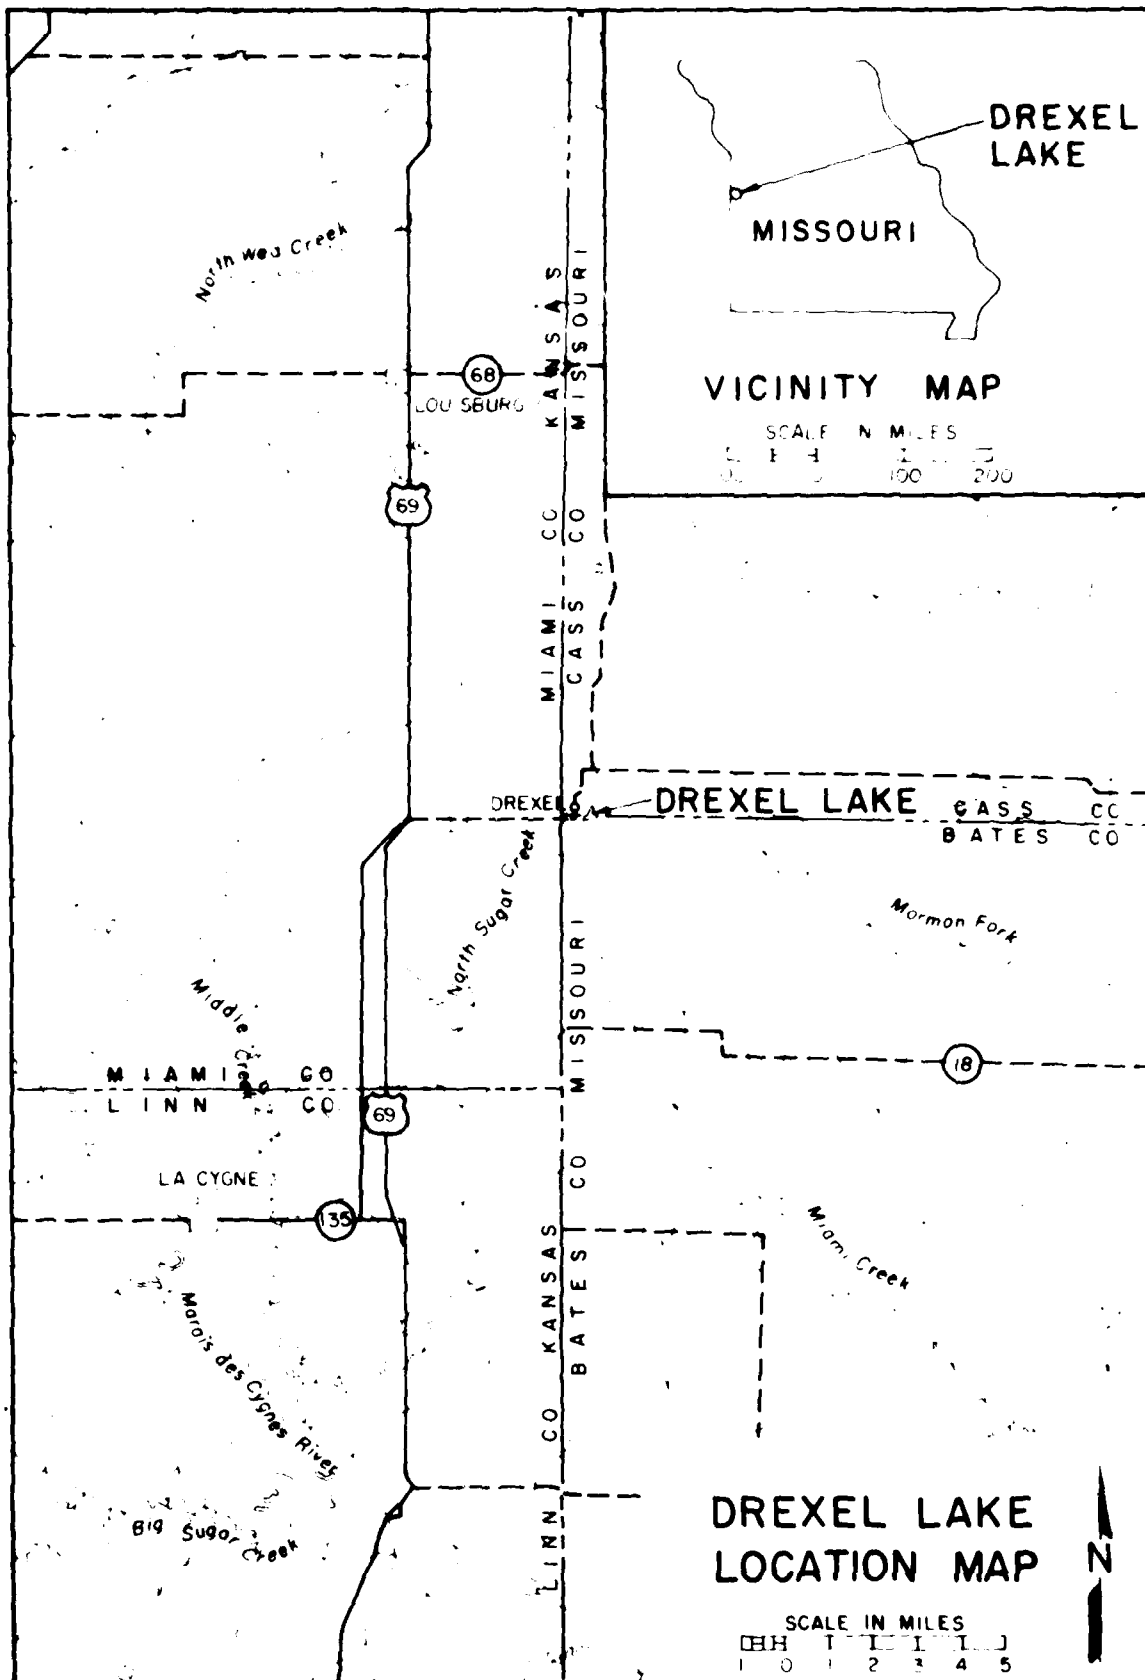 DREXEL
LAKE
MISSOURI
VICINITY MAP
SCALE IN MILES
100 200
North Wea Creek
KANSAS
MISSOURI
68
LOUISBURG
69
MIAMI CO
CASS CO
DREXEL
DREXEL LAKE
CASS CO
BATES CO
North Sugar Creek
Mormon Fork
Middle Creek
MISSOURI
18
MIAMI CO
LINN CO
69
LA CYGNE
135
BATES CO
LINN CO KANSAS
Miami Creek
Marais des Cygnes River
Big Sugar Creek
DREXEL LAKE
LOCATION MAP
N
SCALE IN MILES
1 0 1 2 3 4 5